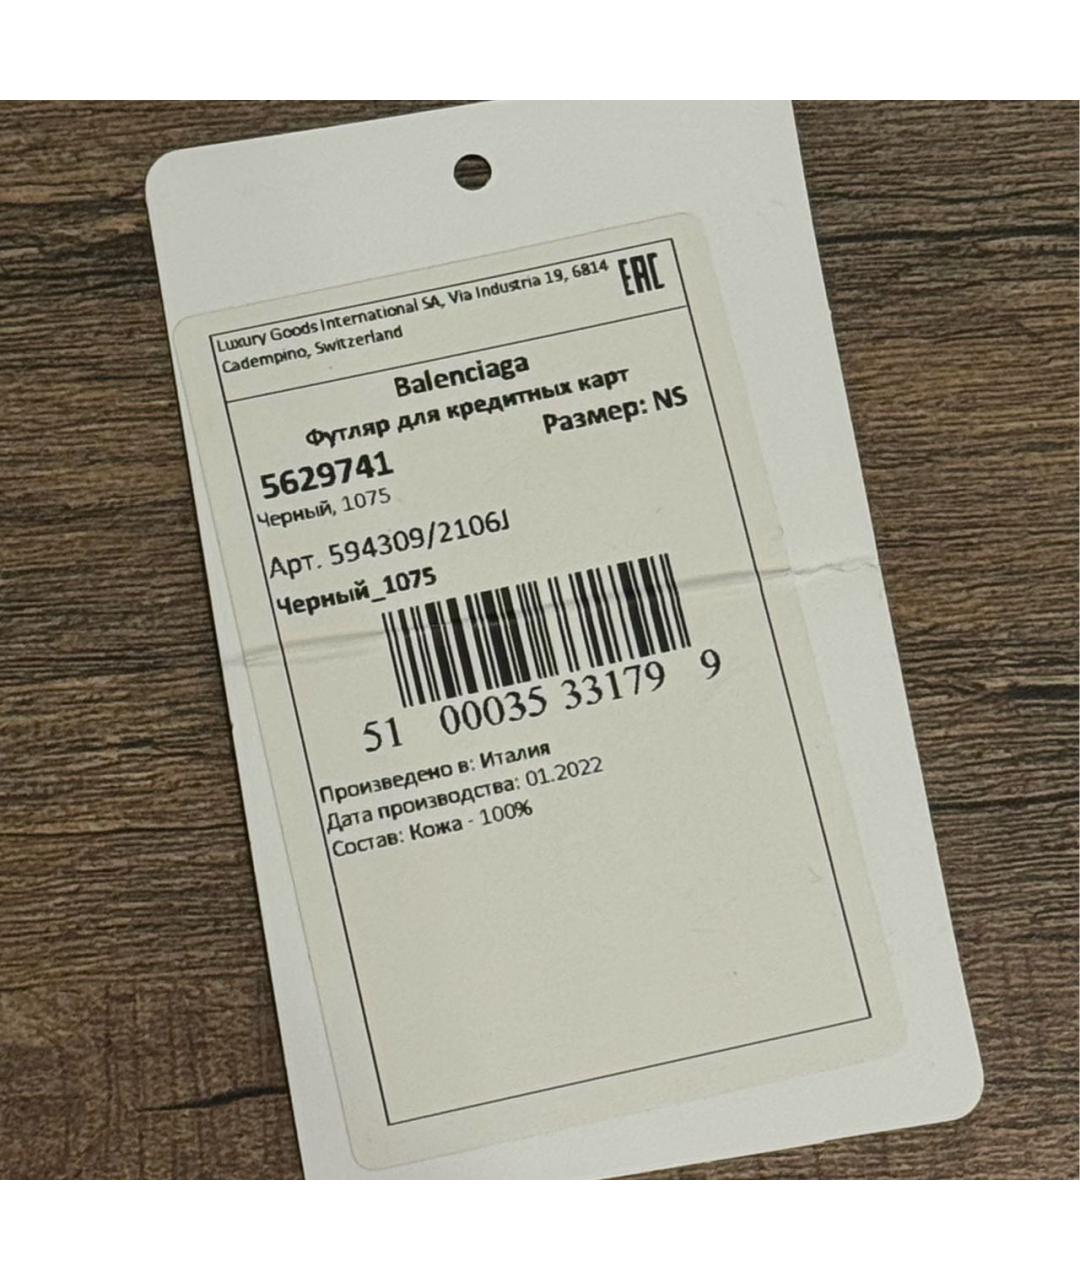 Luxury Goods International SA, Via Industria 19, 6814
Cadempino, Switzerland
EAC
Balenciaga
Футляр для кредитных карт
Размер: NS
5629741
Черный, 1075
Арт. 594309/2106J
Черный_1075
51 00035 33179 9
Произведено в: Италия
Дата производства: 01.2022
Состав: Кожа - 100%